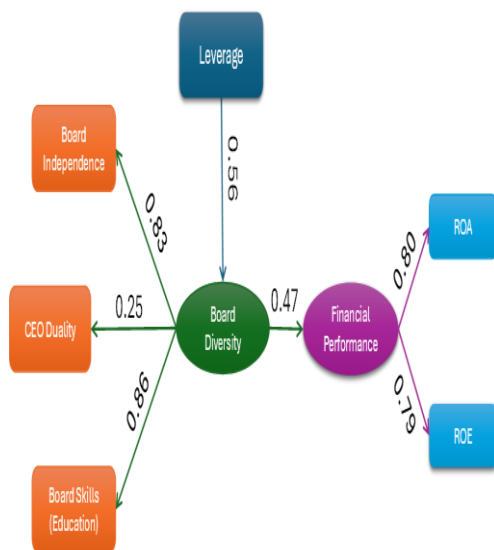 Leverage
Board
Independence
0.56
0.83
ROA
0.80
CEO Duality
0.25
Board
Diversity
0.47
Financial
Performance
0.86
0.79
ROE
Board Skills
(Education)